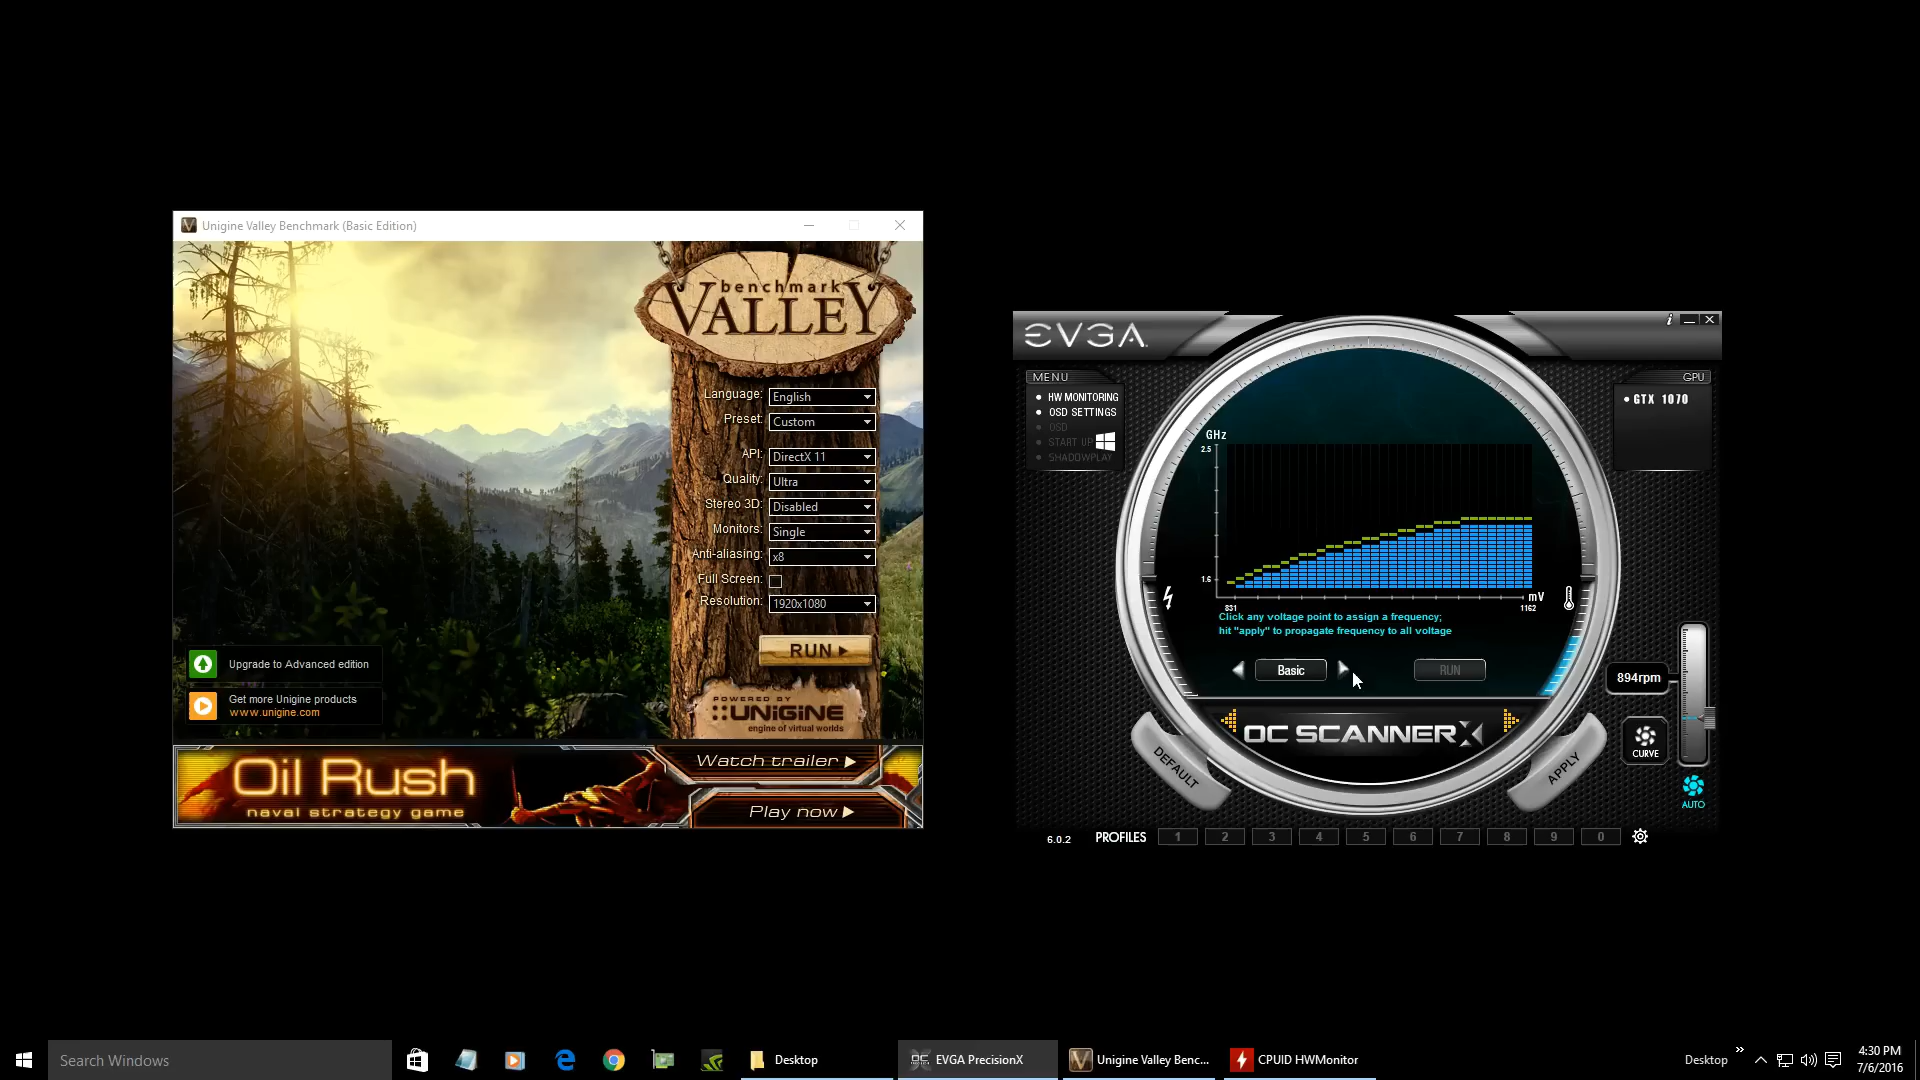 Unigine Valley Benchmark (Basic Edition)
benchmark
VALLEY
Language: English
Preset: Custom
API: DirectX 11
Quality: Ultra
Stereo 3D: Disabled
Monitors: Single
Anti-aliasing: x8
Full Screen:
Resolution: 1920x1080
RUN
Upgrade to Advanced edition
Get more Unigine products
www.unigine.com
POWERED BY
UNIGINE
engine of virtual worlds
Oil Rush
naval strategy game
Watch trailer
Play now
EVGA
MENU
HW MONITORING
OSD SETTINGS
OSD
START UP
SHADOWPLAY
GPU
GTX 1070
GHz
2.5
1.6
mV
831
1162
Click any voltage point to assign a frequency;
hit "apply" to propagate frequency to all voltage
Basic
RUN
OC SCANNER X
DEFAULT
APPLY
894rpm
CURVE
AUTO
6.0.2
PROFILES
1 2 3 4 5 6 7 8 9 0
Search Windows
Desktop
EVGA PrecisionX
Unigine Valley Benc...
CPUID HWMonitor
Desktop
4:30 PM
7/6/2016